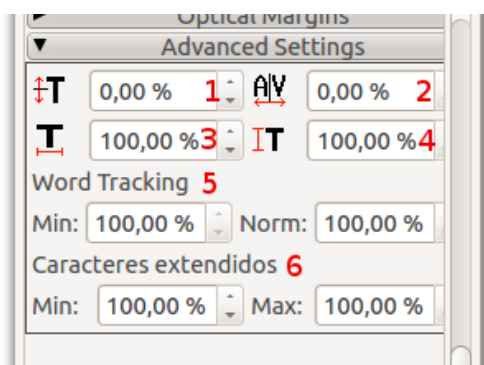 Optical Margins
Advanced Settings
T 0,00 % 1 A|V 0,00 % 2
T 100,00 % 3 T 100,00 % 4
Word Tracking 5
Min: 100,00 % Norm: 100,00 %
Caracteres extendidos 6
Min: 100,00 % Max: 100,00 %